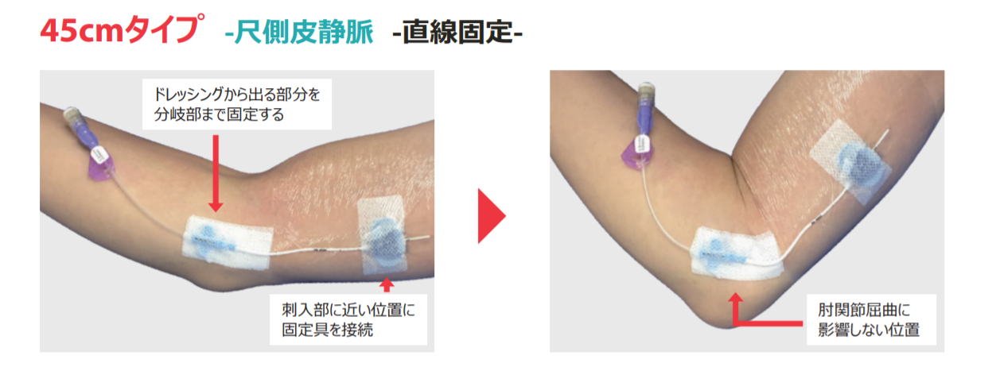 45cmタイプ -尺側皮静脈 -直線固定-
ドレッシングから出る部分を
分岐部まで固定する
刺入部に近い位置に
固定具を接続
肘関節屈曲に
影響しない位置